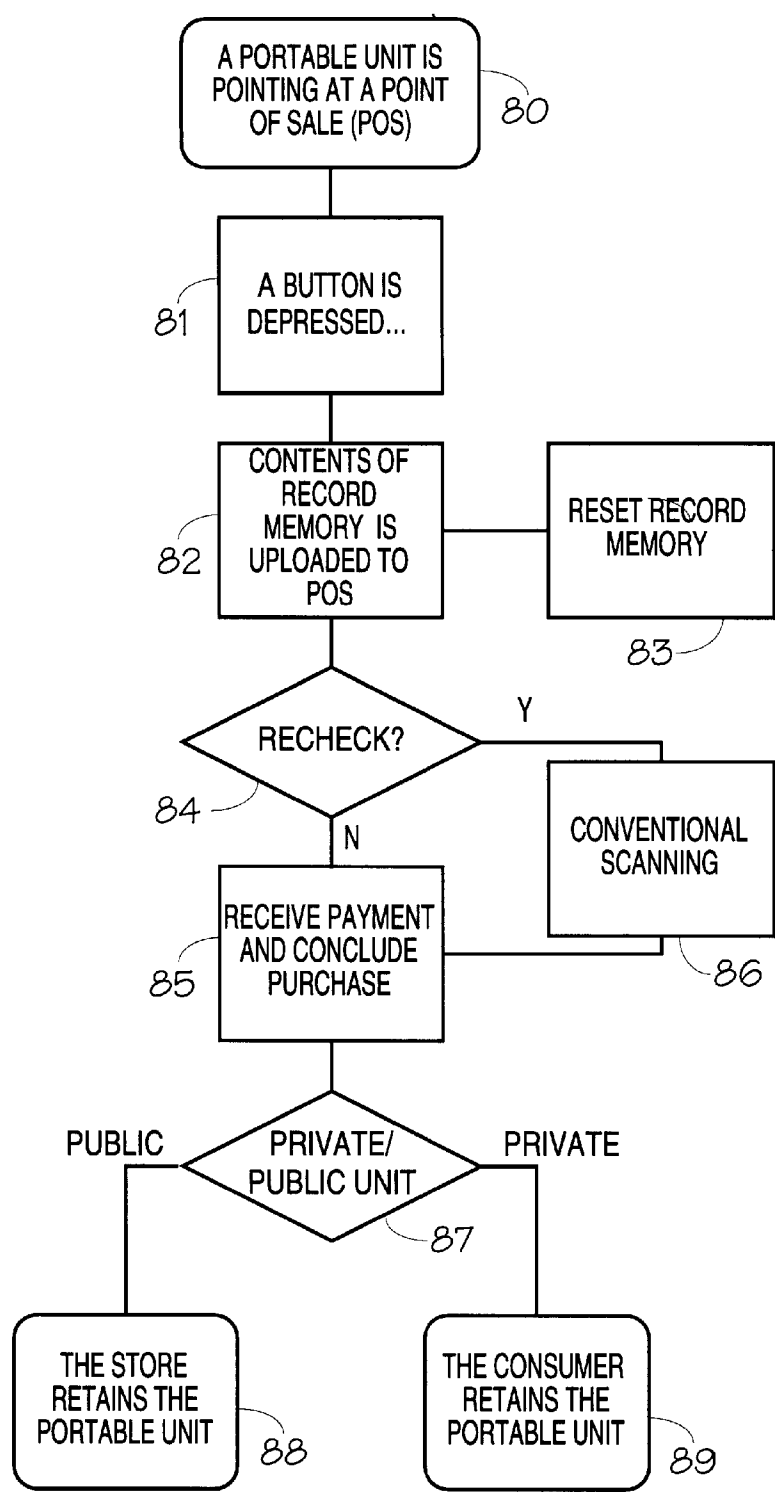 A PORTABLE UNIT IS
POINTING AT A POINT
OF SALE (POS)
80
A BUTTON IS
DEPRESSED...
81
CONTENTS OF
RECORD
MEMORY IS
UPLOADED TO
POS
82
RESET RECORD
MEMORY
83
RECHECK?
84
Y
N
CONVENTIONAL
SCANNING
86
RECEIVE PAYMENT
AND CONCLUDE
PURCHASE
85
PRIVATE/
PUBLIC UNIT
87
PUBLIC
PRIVATE
THE STORE
RETAINS THE
PORTABLE UNIT
88
THE CONSUMER
RETAINS THE
PORTABLE UNIT
89